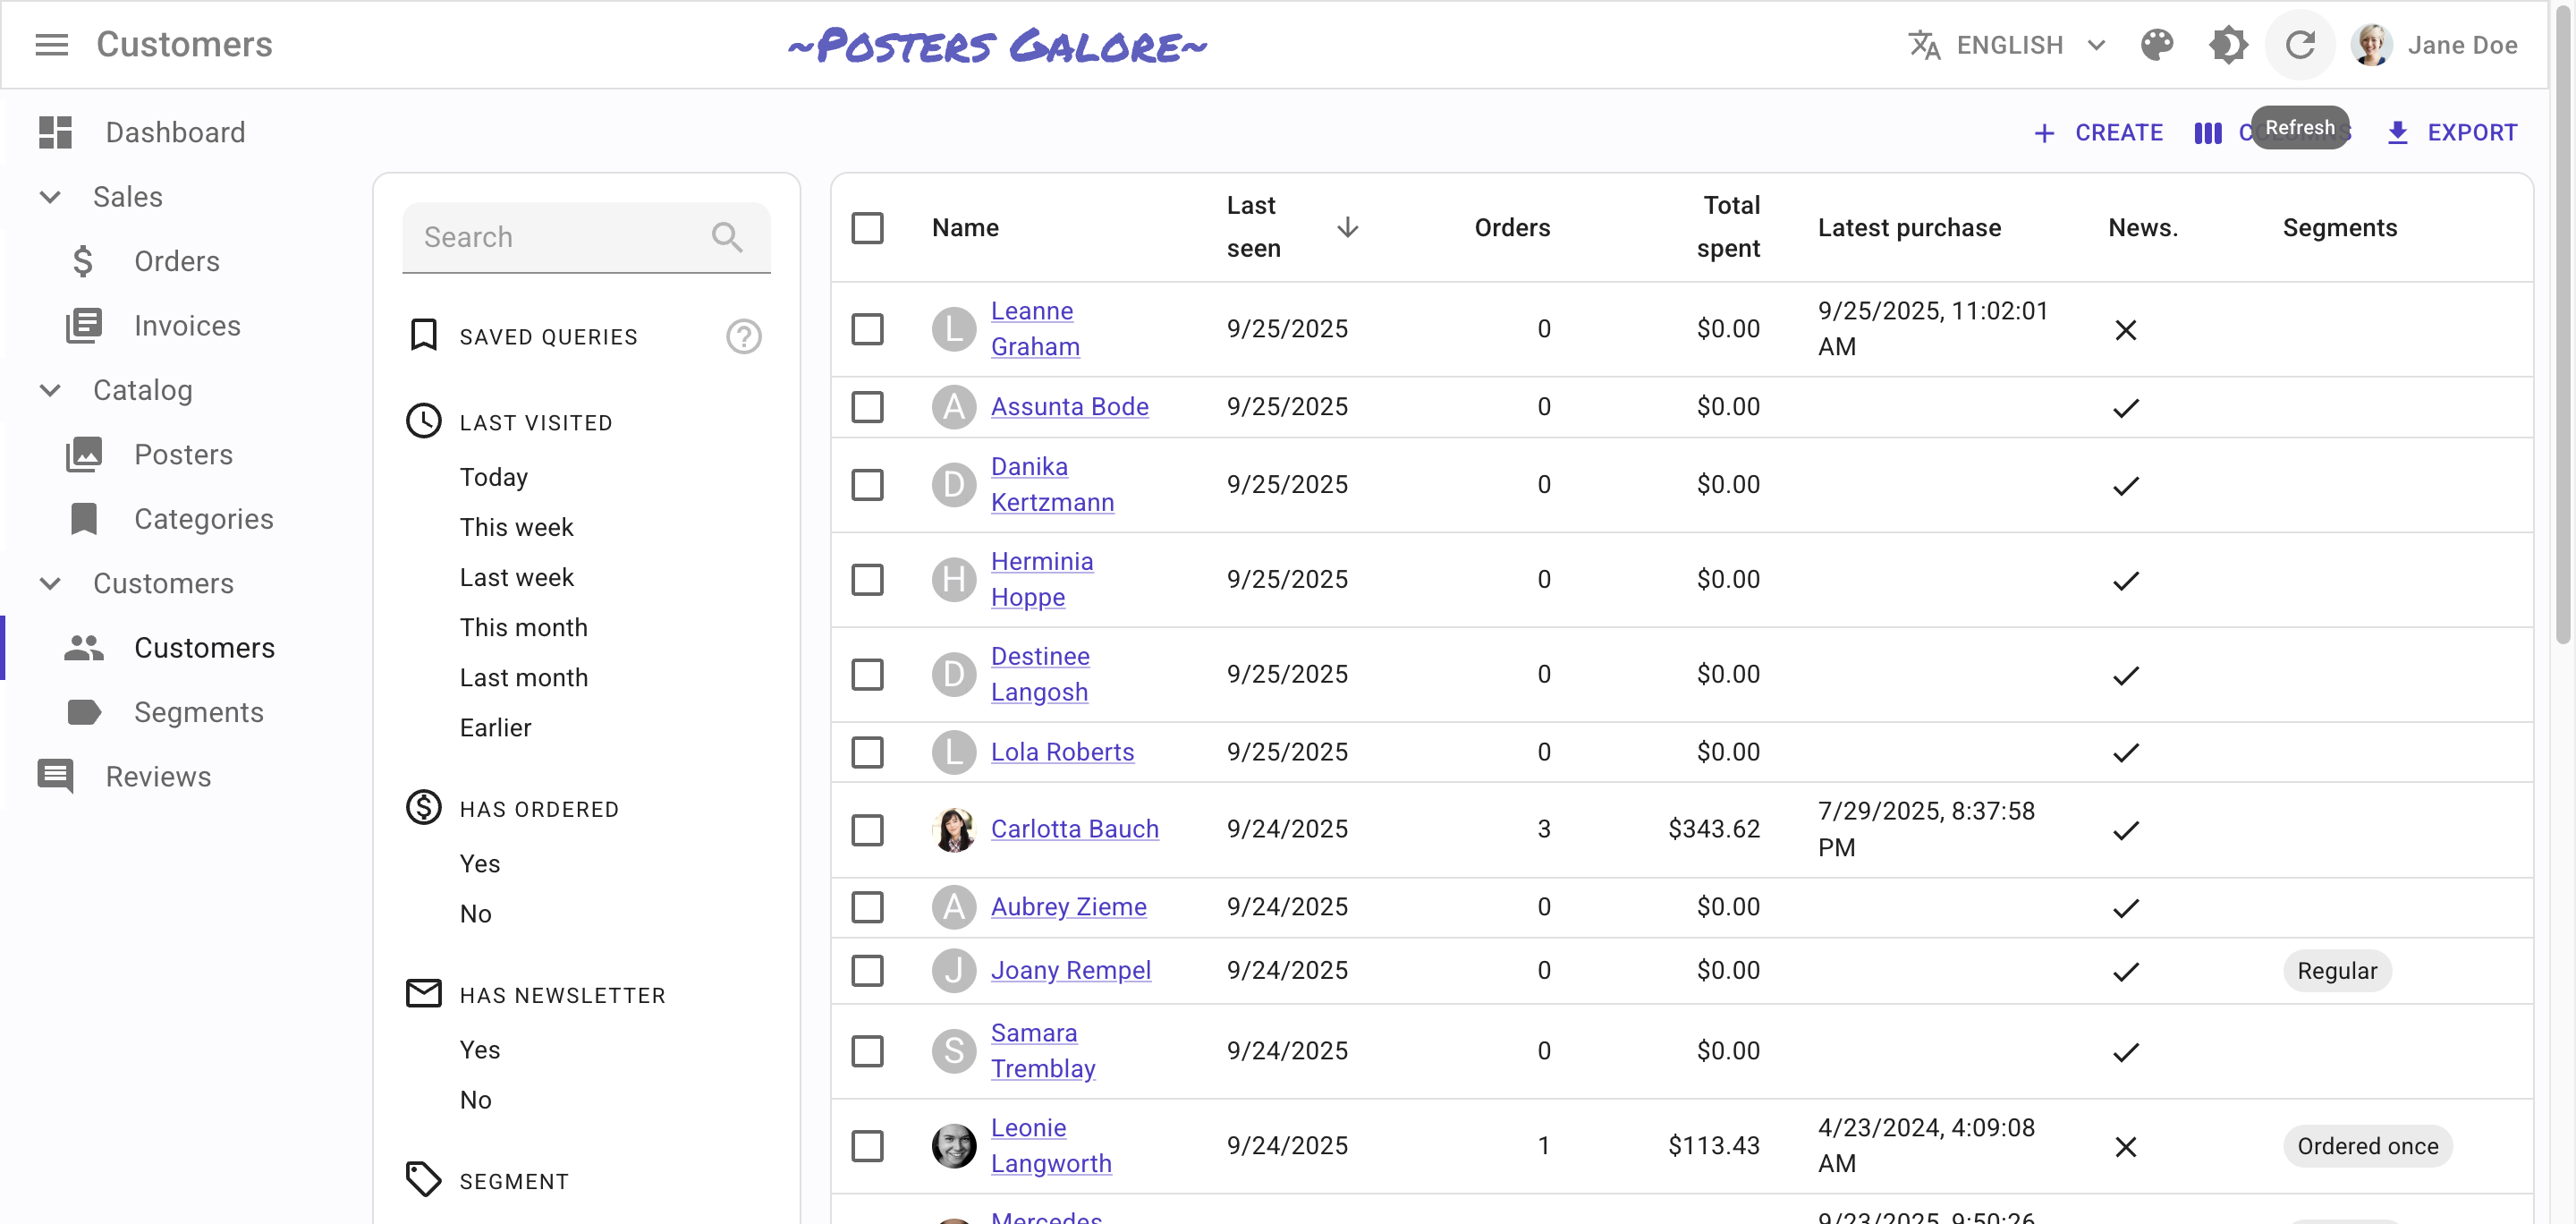 Customers
~Posters Galore~
ENGLISH
Jane Doe
Dashboard
Sales
Orders
Invoices
Catalog
Posters
Categories
Customers
Customers
Segments
Reviews
CREATE
Refresh
EXPORT
Search
SAVED QUERIES
?
LAST VISITED
Today
This week
Last week
This month
Last month
Earlier
HAS ORDERED
Yes
No
HAS NEWSLETTER
Yes
No
SEGMENT
Name
Last
seen
Orders
Total
spent
Latest purchase
News.
Segments
L
Leanne
Graham
9/25/2025
0
$0.00
9/25/2025, 11:02:01
AM
A
Assunta Bode
9/25/2025
0
$0.00
D
Danika
Kertzmann
9/25/2025
0
$0.00
H
Herminia
Hoppe
9/25/2025
0
$0.00
D
Destinee
Langosh
9/25/2025
0
$0.00
L
Lola Roberts
9/25/2025
0
$0.00
Carlotta Bauch
9/24/2025
3
$343.62
7/29/2025, 8:37:58
PM
A
Aubrey Zieme
9/24/2025
0
$0.00
J
Joany Rempel
9/24/2025
0
$0.00
Regular
S
Samara
Tremblay
9/24/2025
0
$0.00
Leonie
Langworth
9/24/2025
1
$113.43
4/23/2024, 4:09:08
AM
Ordered once
Mercedes
9/23/2025, 9:50:26